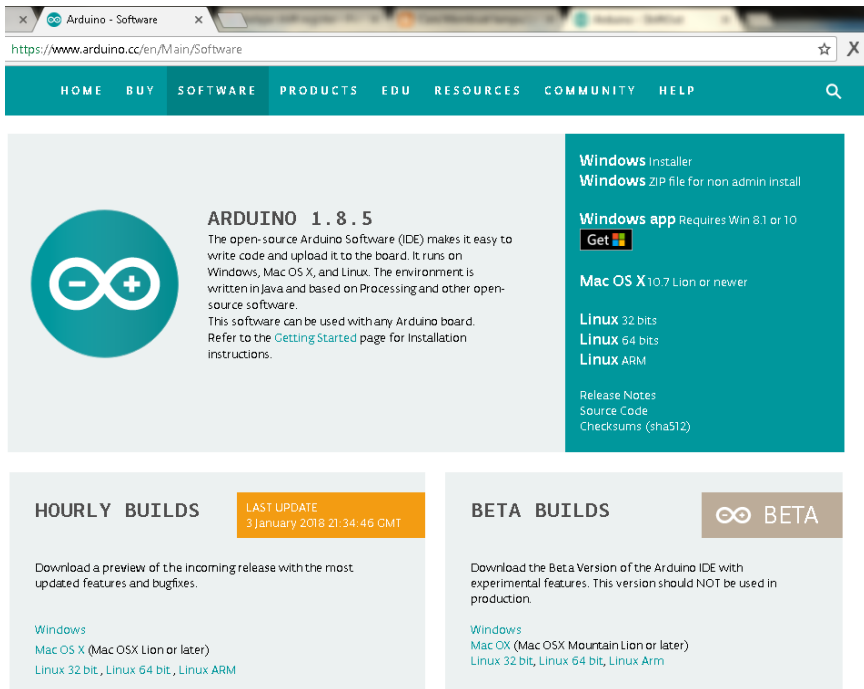 Arduino - Software
https://www.arduino.cc/en/Main/Software
HOME BUY SOFTWARE PRODUCTS EDU RESOURCES COMMUNITY HELP
ARDUINO 1.8.5
The open-source Arduino Software (IDE) makes it easy to
write code and upload it to the board. It runs on
Windows, Mac OS X, and Linux. The environment is
written in Java and based on Processing and other open-
source software.
This software can be used with any Arduino board.
Refer to the Getting Started page for Installation
instructions.
Windows Installer
Windows ZIP file for non admin install
Windows app Requires Win 8.1 or 10
Get
Mac OS X 10.7 Lion or newer
Linux 32 bits
Linux 64 bits
Linux ARM
Release Notes
Source Code
Checksums (sha512)
HOURLY BUILDS
LAST UPDATE
3 January 2018 21:34:46 GMT
Download a preview of the incoming release with the most
updated features and bugfixes.
Windows
Mac OS X (Mac OSX Lion or later)
Linux 32 bit , Linux 64 bit , Linux ARM
BETA BUILDS
BETA
Download the Beta Version of the Arduino IDE with
experimental features. This version should NOT be used in
production.
Windows
Mac OX (Mac OSX Mountain Lion or later)
Linux 32 bit, Linux 64 bit, Linux Arm